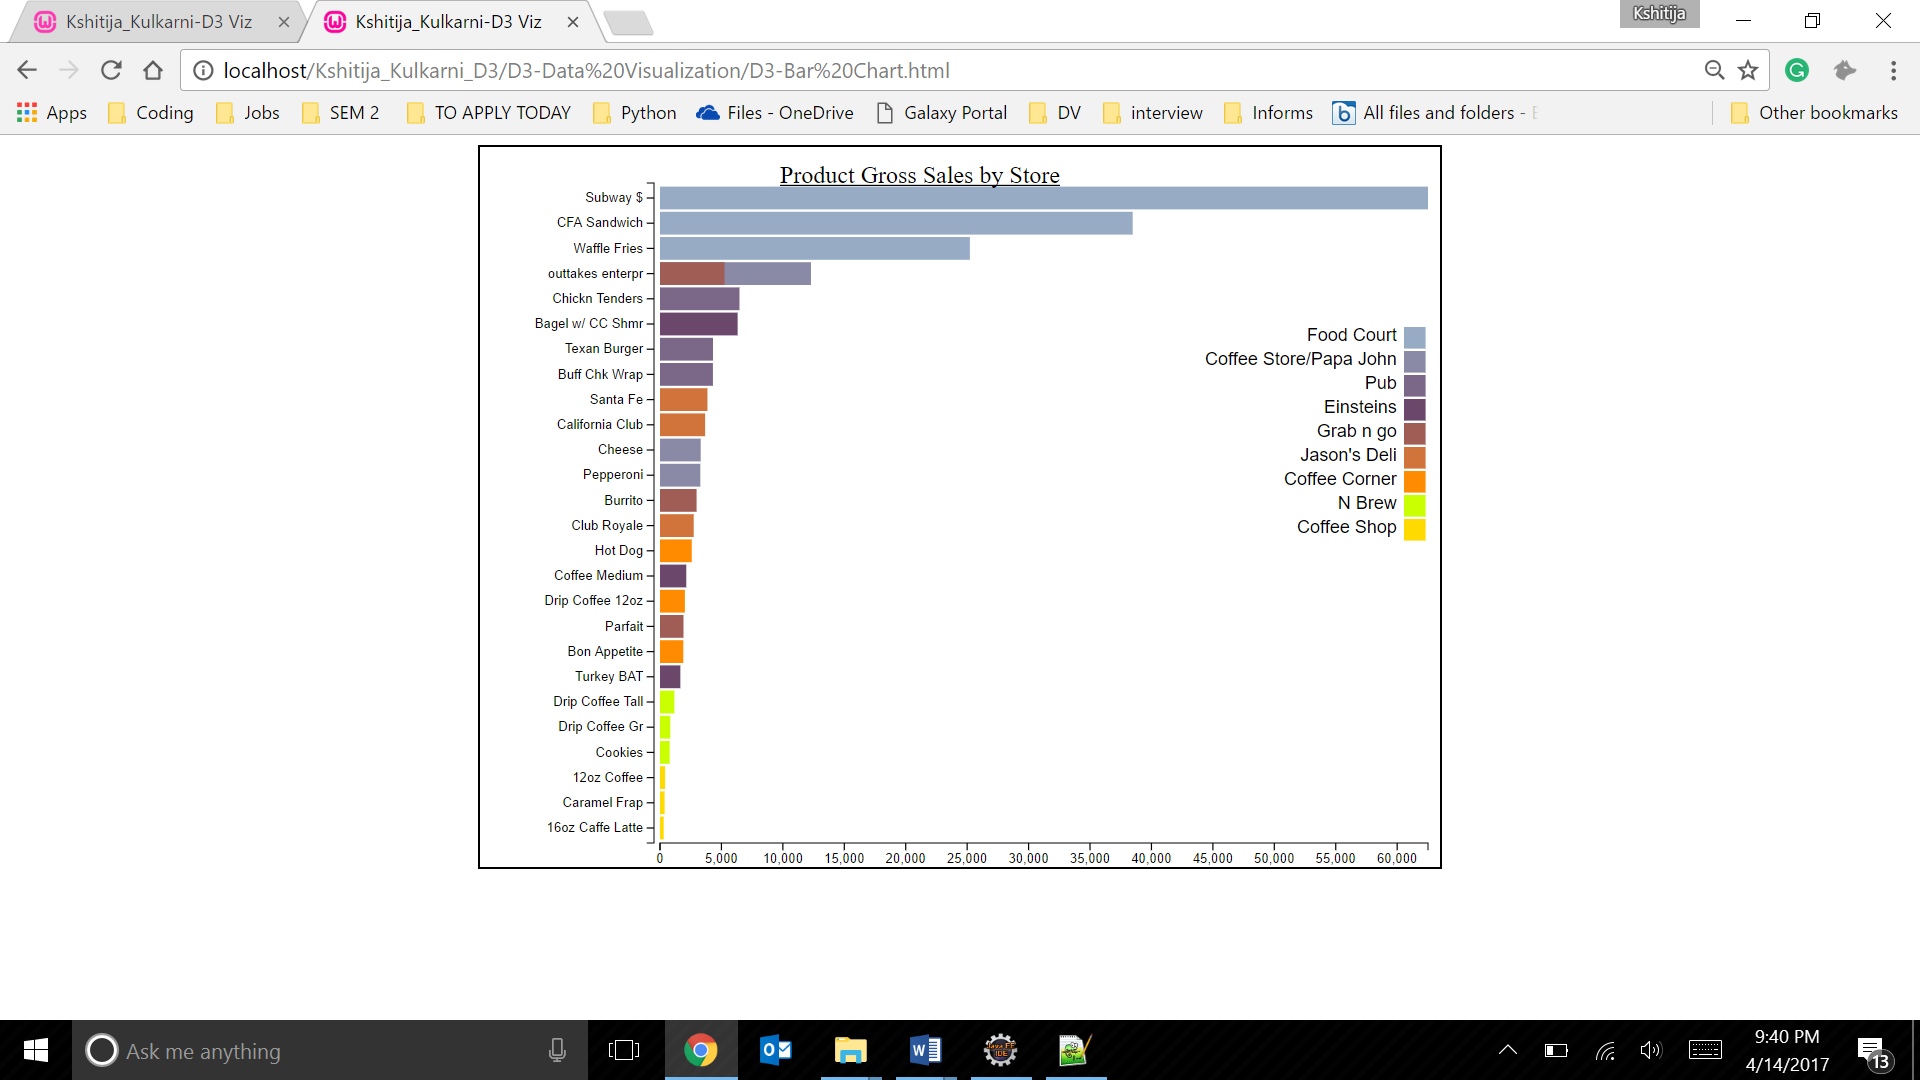 Kshitija_Kulkarni-D3 Viz
Kshitija_Kulkarni-D3 Viz
Kshitija
localhost/Kshitija_Kulkarni_D3/D3-Data%20Visualization/D3-Bar%20Chart.html
Apps Coding Jobs SEM 2 TO APPLY TODAY Python Files - OneDrive Galaxy Portal DV interview Informs All files and folders - Other bookmarks
Product Gross Sales by Store
Subway $
CFA Sandwich
Waffle Fries
outtakes enterpr
Chickn Tenders
Bagel w/ CC Shmr
Texan Burger
Buff Chk Wrap
Santa Fe
California Club
Cheese
Pepperoni
Burrito
Club Royale
Hot Dog
Coffee Medium
Drip Coffee 12oz
Parfait
Bon Appetite
Turkey BAT
Drip Coffee Tall
Drip Coffee Gr
Cookies
12oz Coffee
Caramel Frap
16oz Caffe Latte
0 5,000 10,000 15,000 20,000 25,000 30,000 35,000 40,000 45,000 50,000 55,000 60,000
Food Court
Coffee Store/Papa John
Pub
Einsteins
Grab n go
Jason's Deli
Coffee Corner
N Brew
Coffee Shop
Ask me anything
Java EE
IDE
9:40 PM
4/14/2017
13